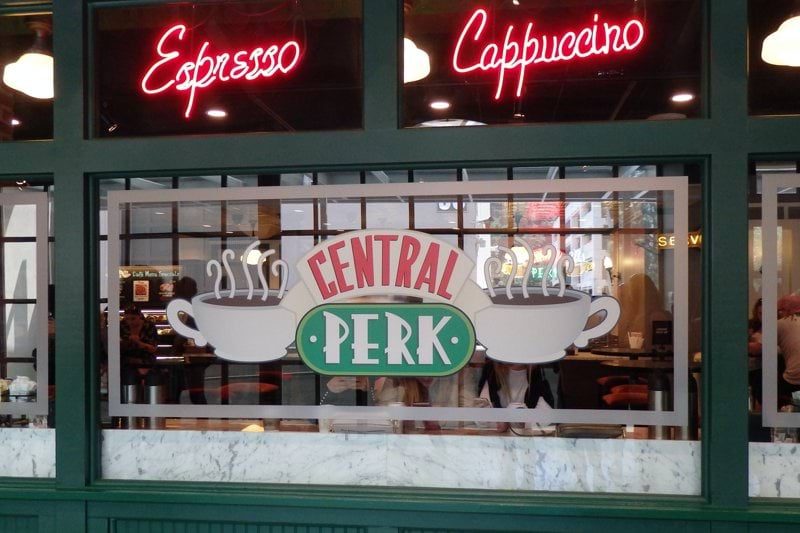 Espresso
Cappuccino
CENTRAL
PERK